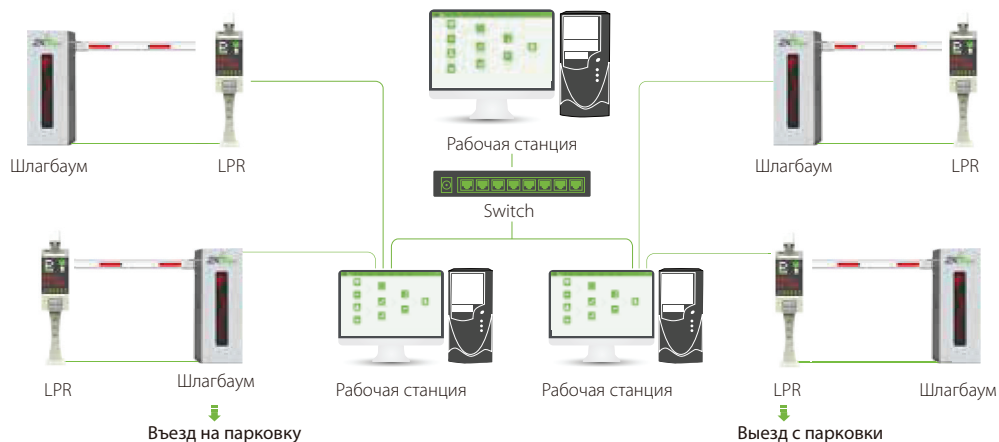 Рабочая станция
Шлагбаум
LPR
Шлагбаум
LPR
Switch
LPR
Шлагбаум
Рабочая станция
Рабочая станция
LPR
Шлагбаум
Въезд на парковку
Выезд с парковки